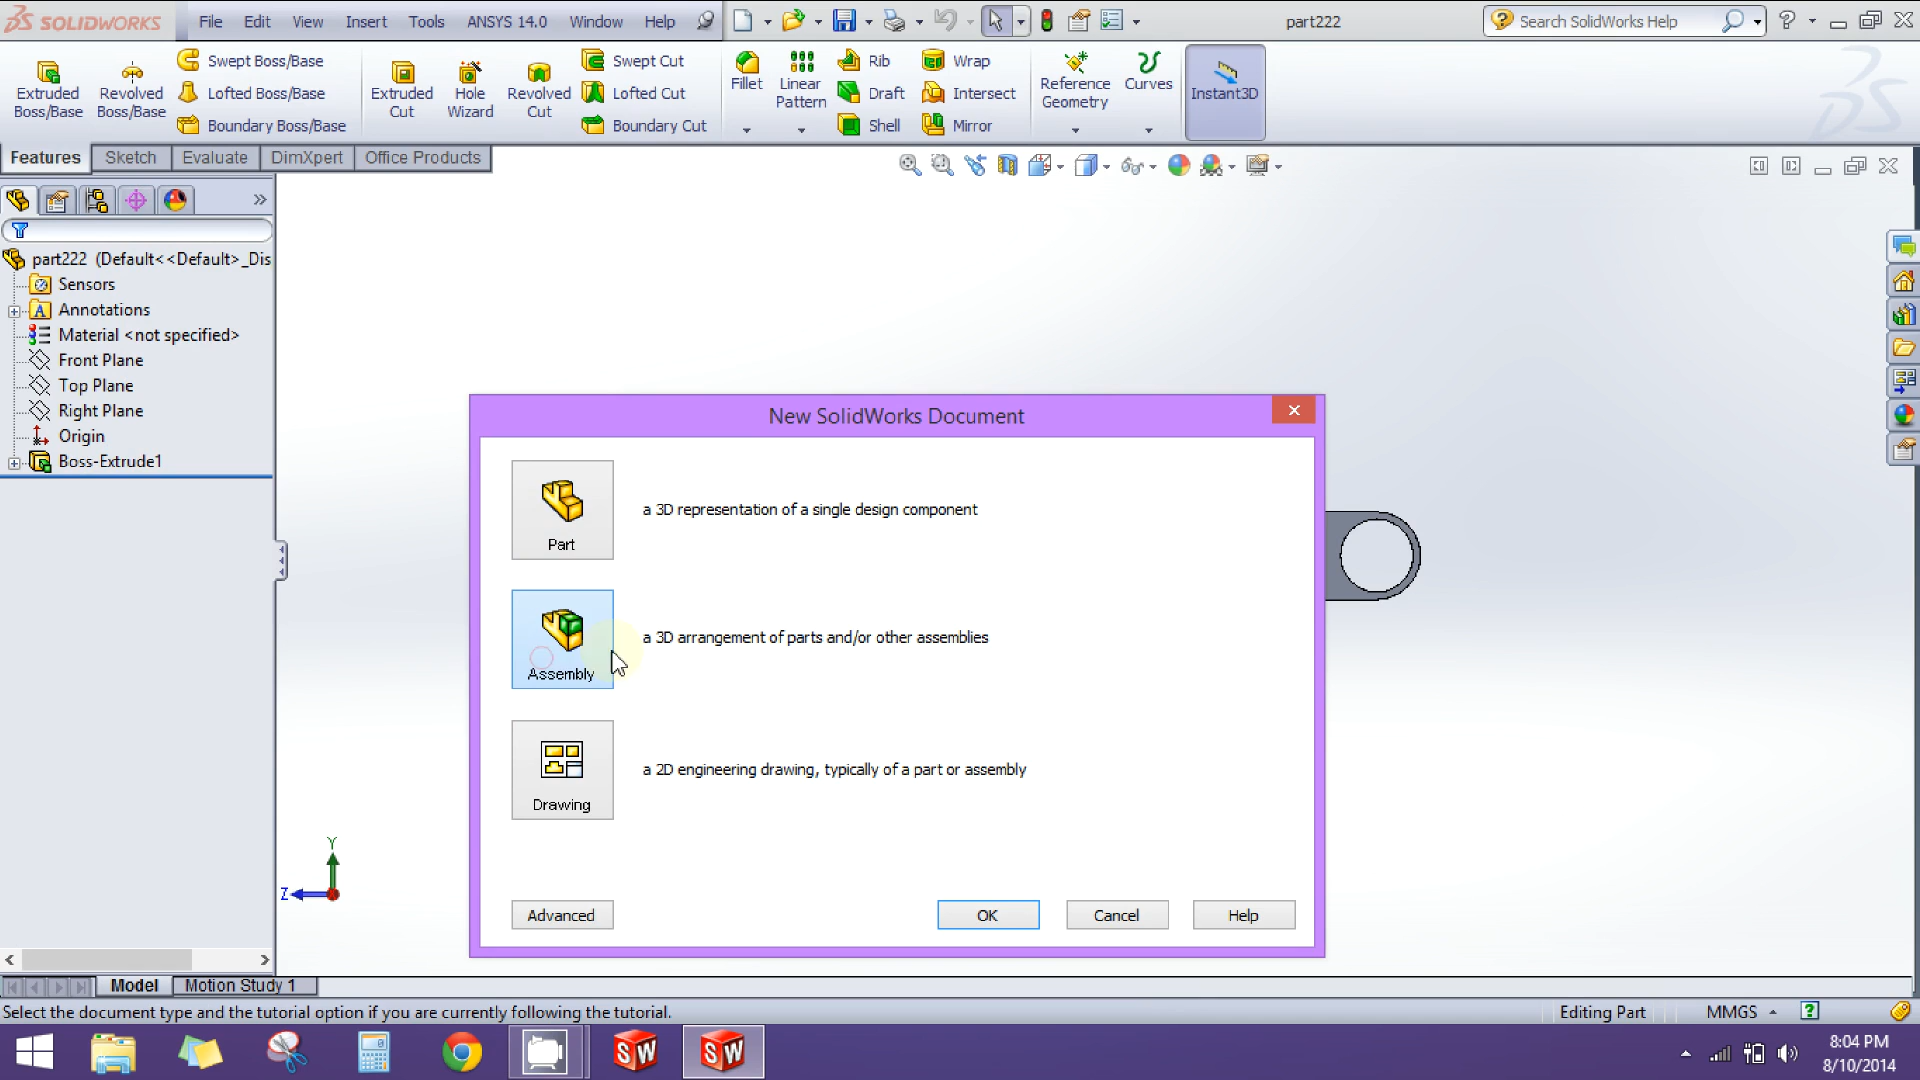 SOLIDWORKS File Edit View Insert Tools ANSYS 14.0 Window Help part222 Search SolidWorks Help
Extruded Boss/Base
Revolved Boss/Base
Swept Boss/Base
Lofted Boss/Base
Boundary Boss/Base
Extruded Cut
Hole Wizard
Revolved Cut
Swept Cut
Lofted Cut
Boundary Cut
Fillet
Linear Pattern
Rib
Draft
Shell
Wrap
Intersect
Mirror
Reference Geometry
Curves
Instant3D
Features Sketch Evaluate DimXpert Office Products
part222 (Default<<Default>_Dis
Sensors
Annotations
Material <not specified>
Front Plane
Top Plane
Right Plane
Origin
Boss-Extrude1
New SolidWorks Document
Part
a 3D representation of a single design component
Assembly
a 3D arrangement of parts and/or other assemblies
Drawing
a 2D engineering drawing, typically of a part or assembly
Advanced OK Cancel Help
Y
Z
Model Motion Study 1
Select the document type and the tutorial option if you are currently following the tutorial. Editing Part MMGS
SW SW
8:04 PM
8/10/2014